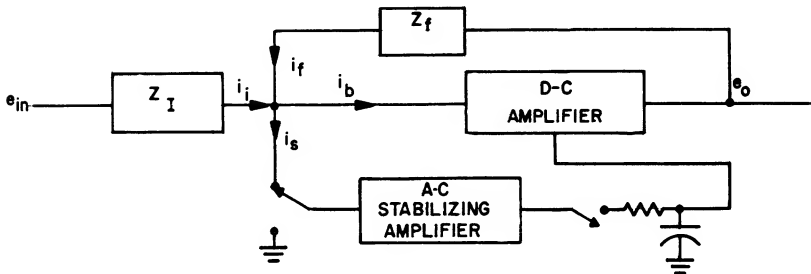 Z f
e in
Z I
i i
i f
i b
D-C
AMPLIFIER
e o
i s
A-C
STABILIZING
AMPLIFIER